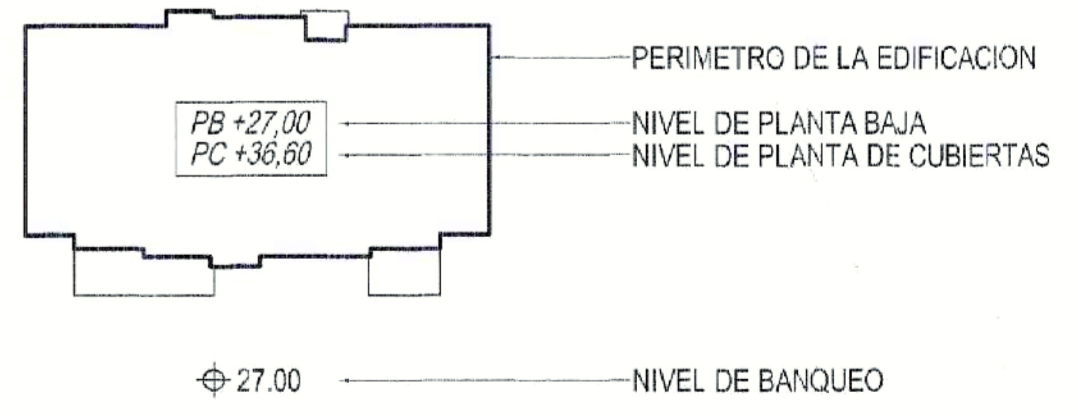 PERIMETRO DE LA EDIFICACION
PB +27,00 NIVEL DE PLANTA BAJA
PC +36,60 NIVEL DE PLANTA DE CUBIERTAS
27.00 NIVEL DE BANQUEO